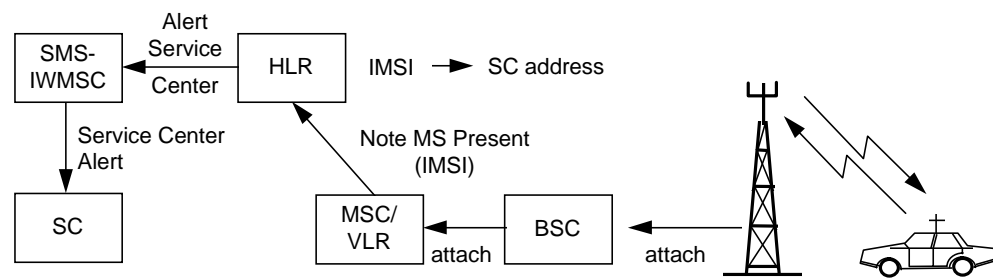 Alert
Service
Center
SMS-
IWMSC
HLR
IMSI → SC address
Service Center
Alert
Note MS Present
(IMSI)
SC
MSC/
VLR
attach
BSC
attach